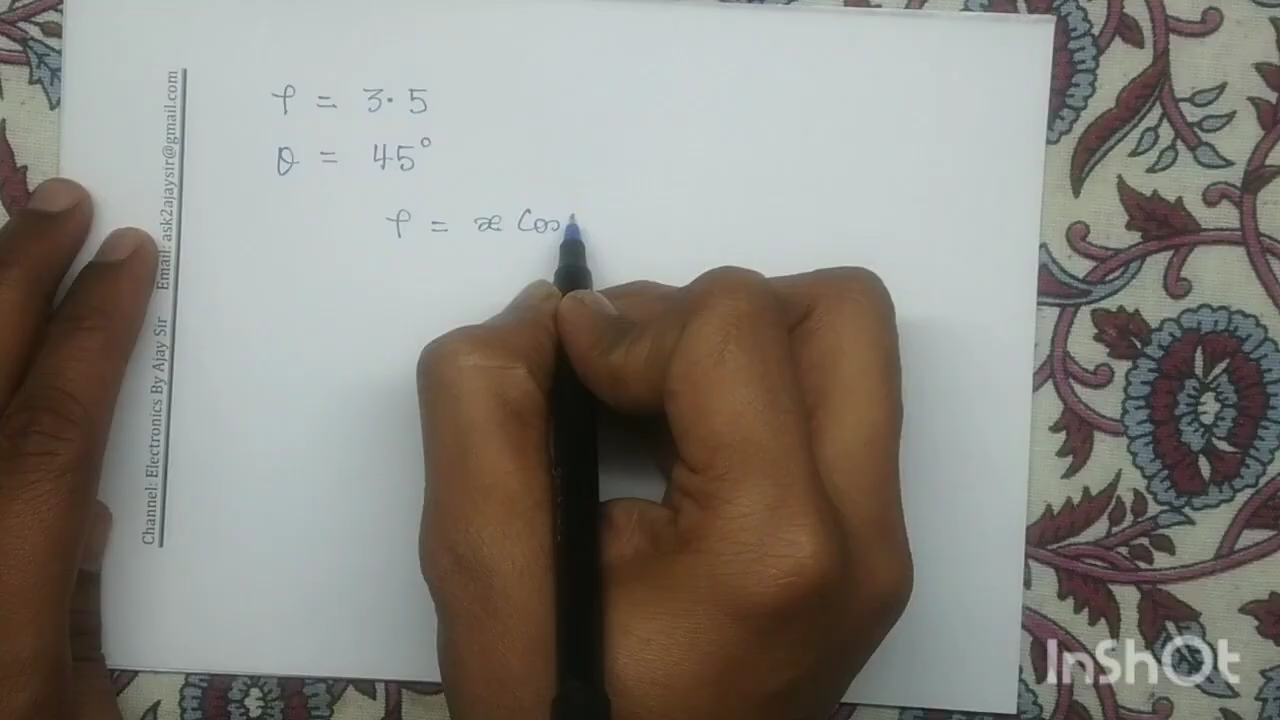 ρ = 3.5
θ = 45°
ρ = x Cos
Channel: Electronics By Ajay Sir Email: ask2ajaysir@gmail.com
InShOt